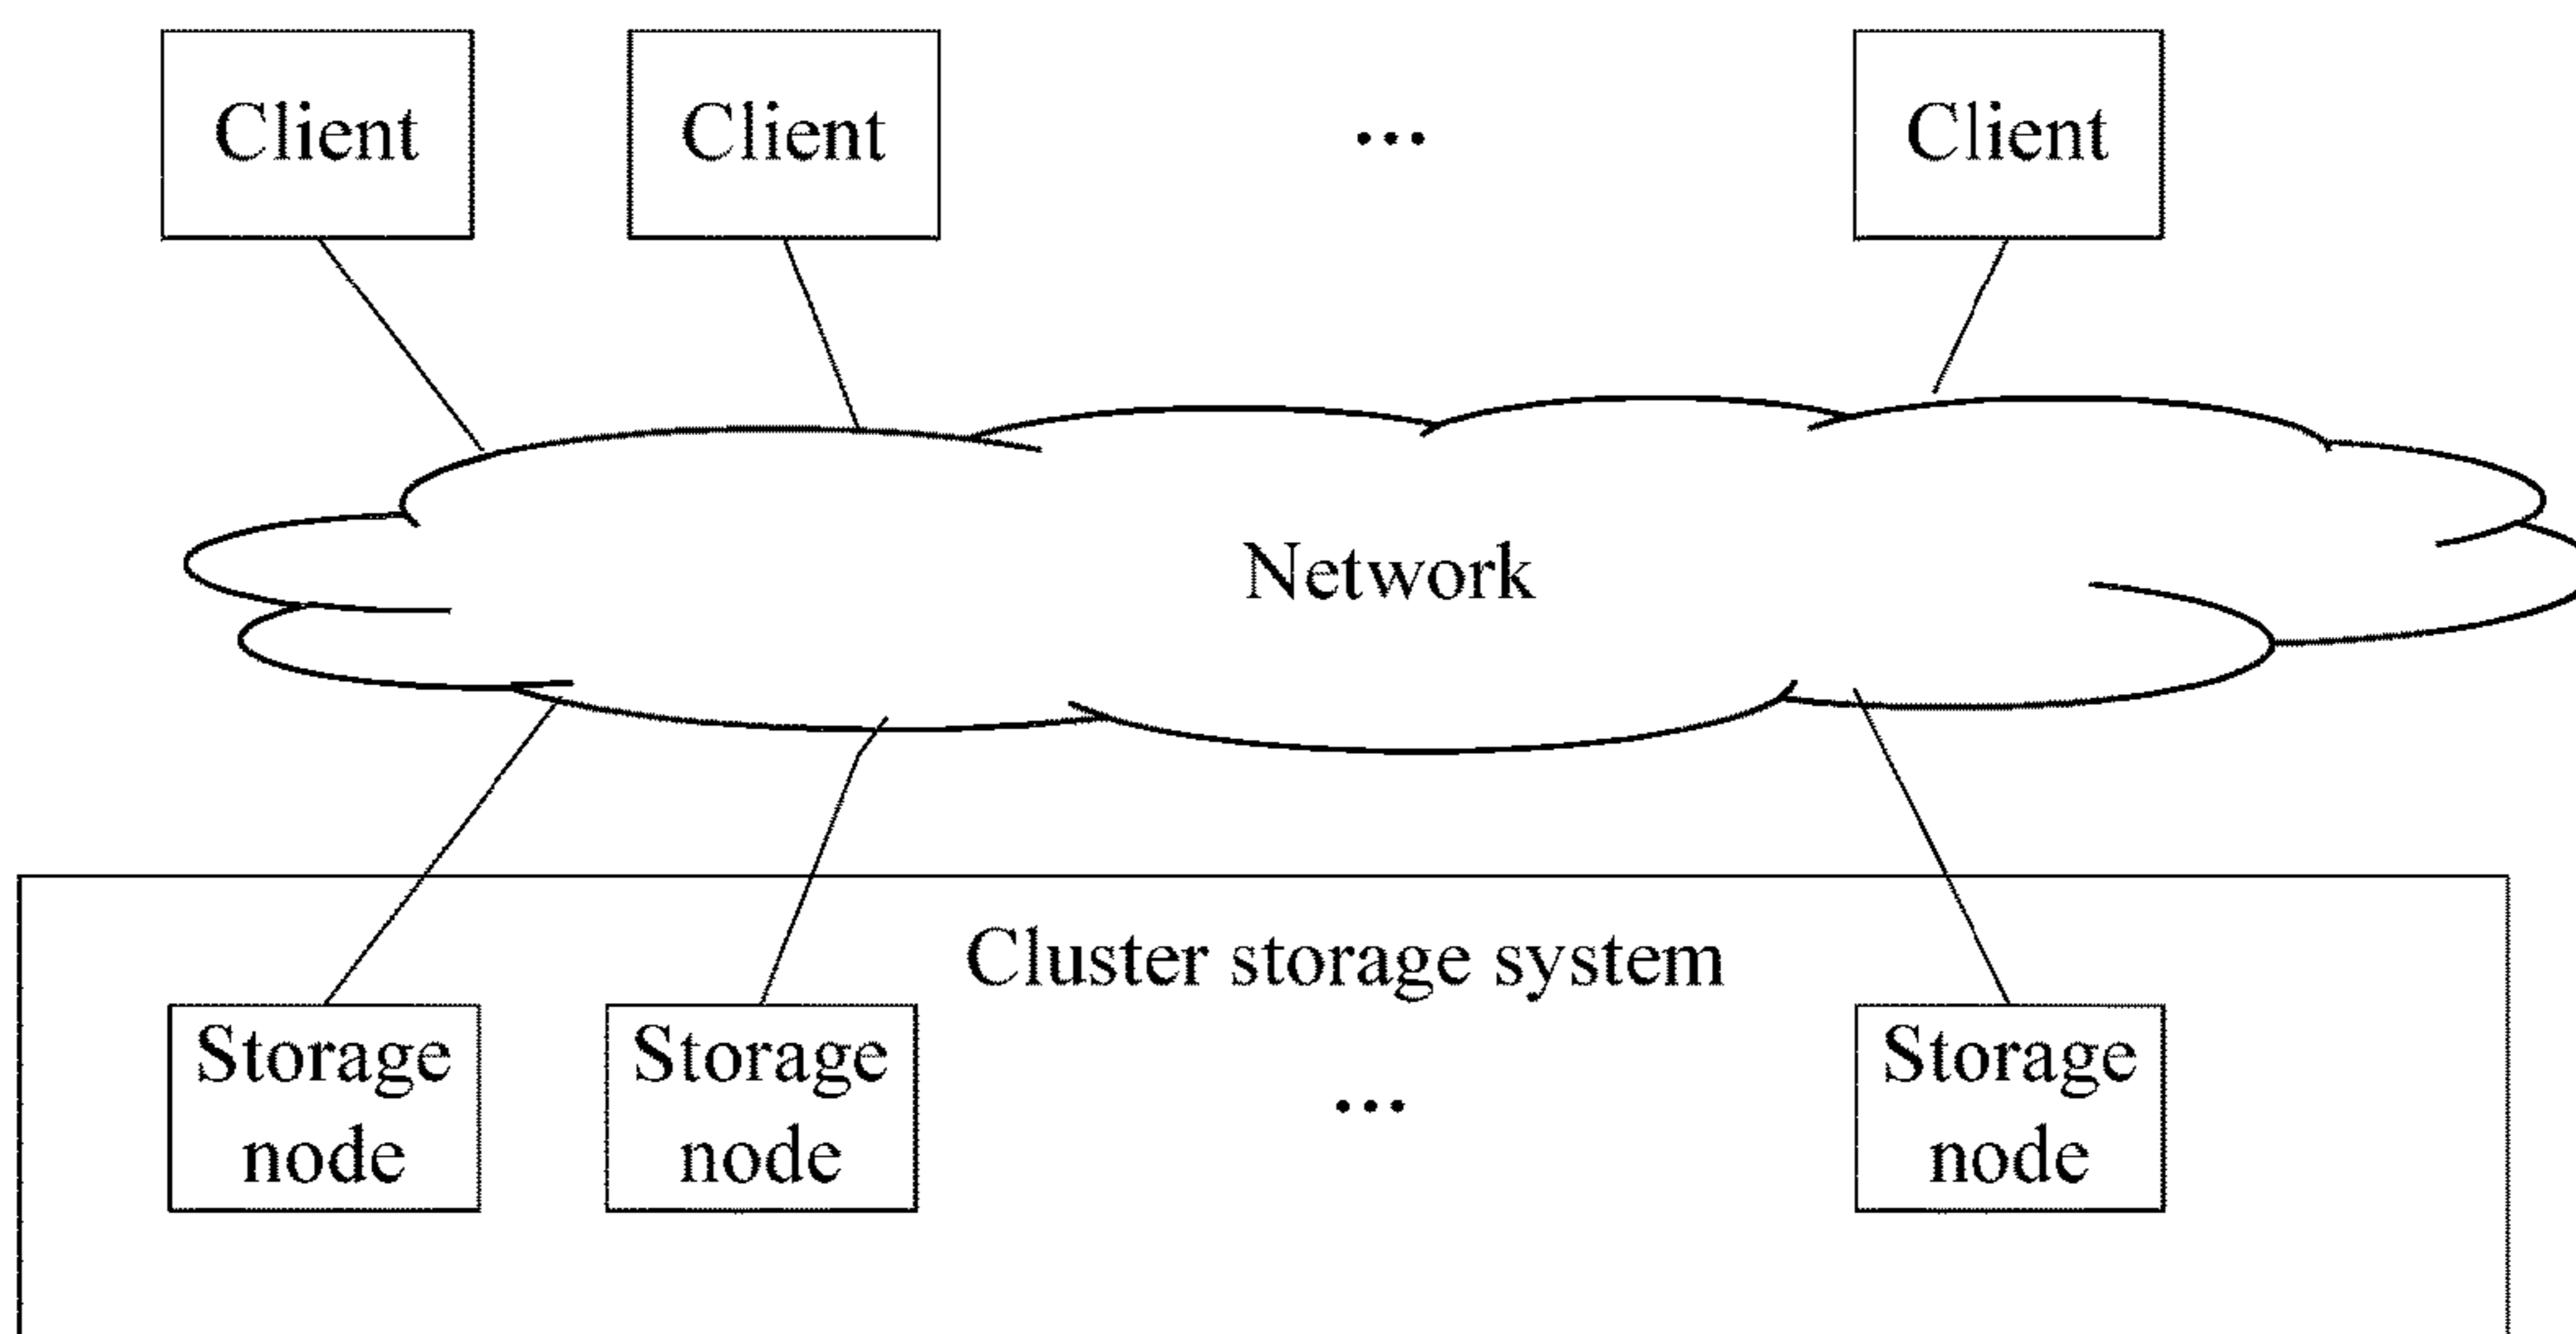 Client
Client
...
Client
Network
Cluster storage system
Storage
node
Storage
node
...
Storage
node